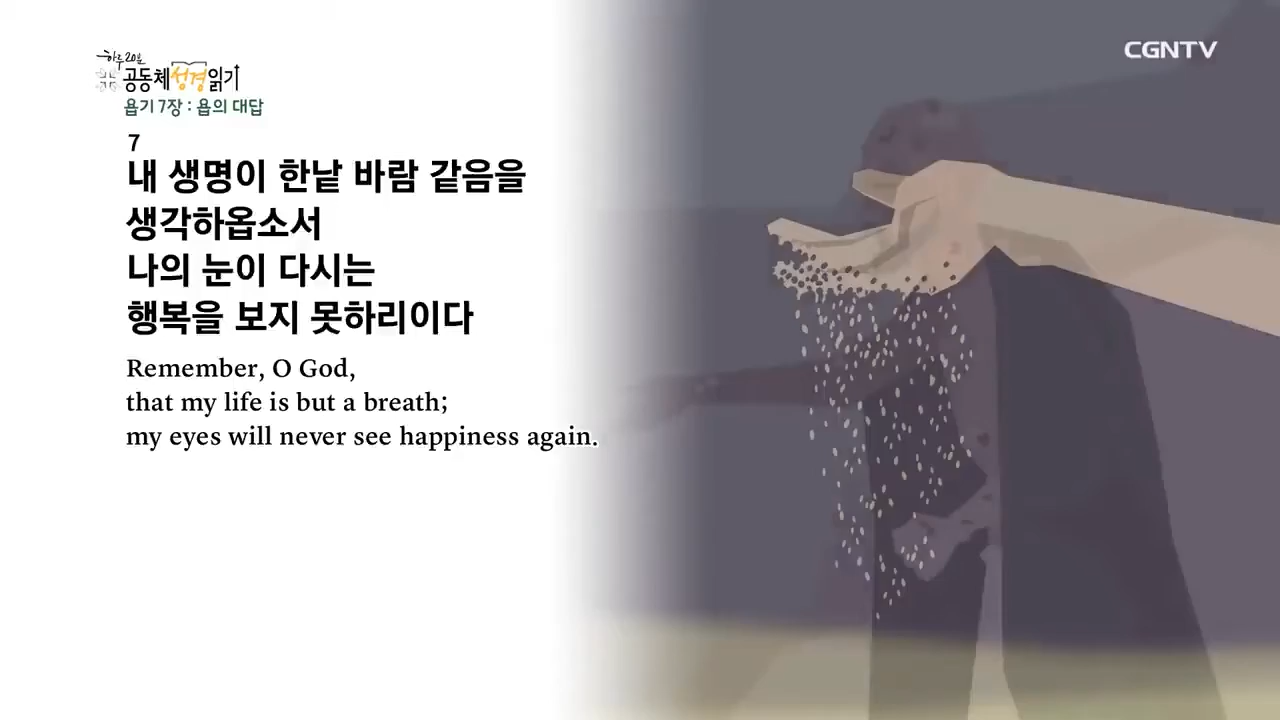 하루 20분
공동체 성경 읽기
CGNTV
욥기 7장 : 욥의 대답
7
내 생명이 한낱 바람 같음을
생각하옵소서
나의 눈이 다시는
행복을 보지 못하리이다
Remember, O God,
that my life is but a breath;
my eyes will never see happiness again.